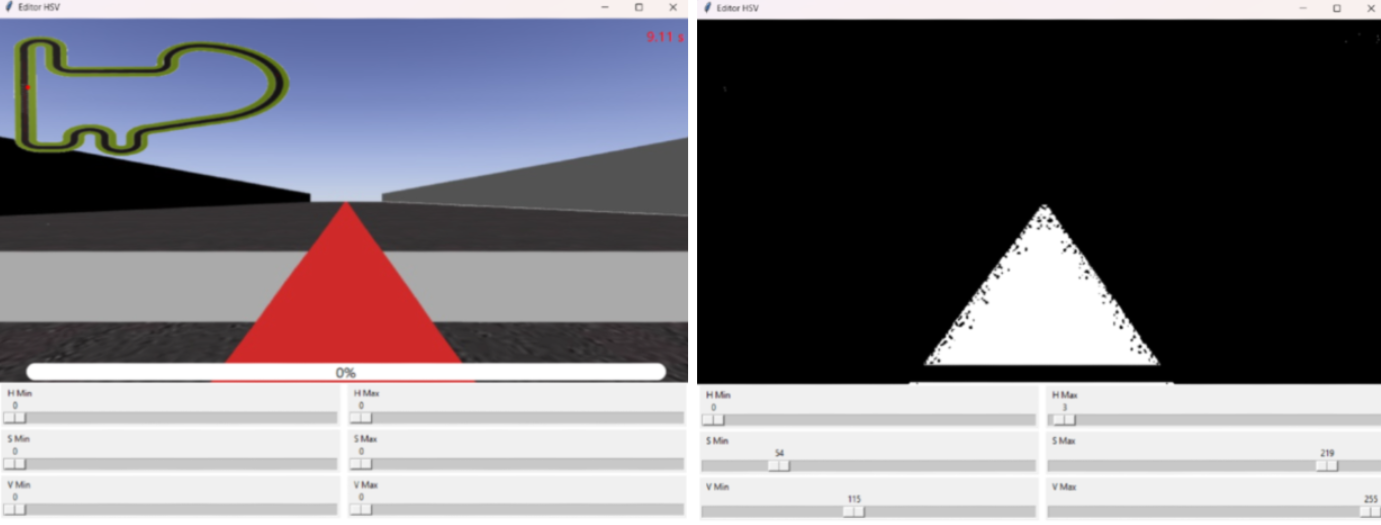 Editor HSV
9.11 s
0%
H Min
0
H Max
0
S Min
0
S Max
0
V Min
0
V Max
0
Editor HSV
H Min
0
H Max
3
S Min
54
S Max
219
V Min
115
V Max
255